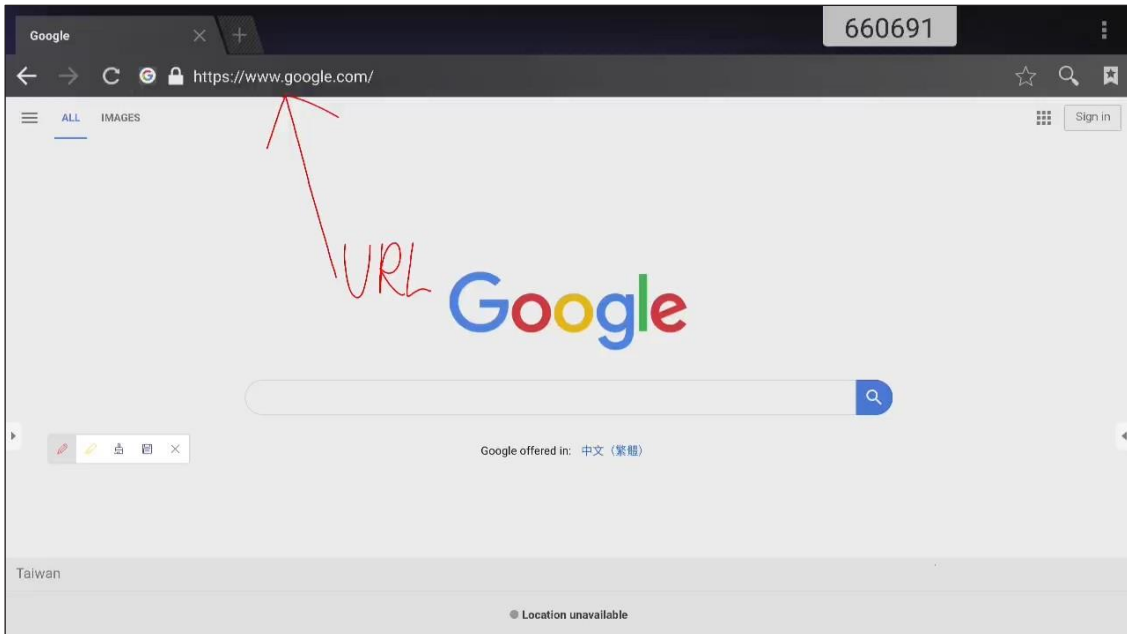 Google
660691
https://www.google.com/
ALL IMAGES
Sign in
URL
Google
Google offered in: 中文（繁體）
Taiwan
Location unavailable